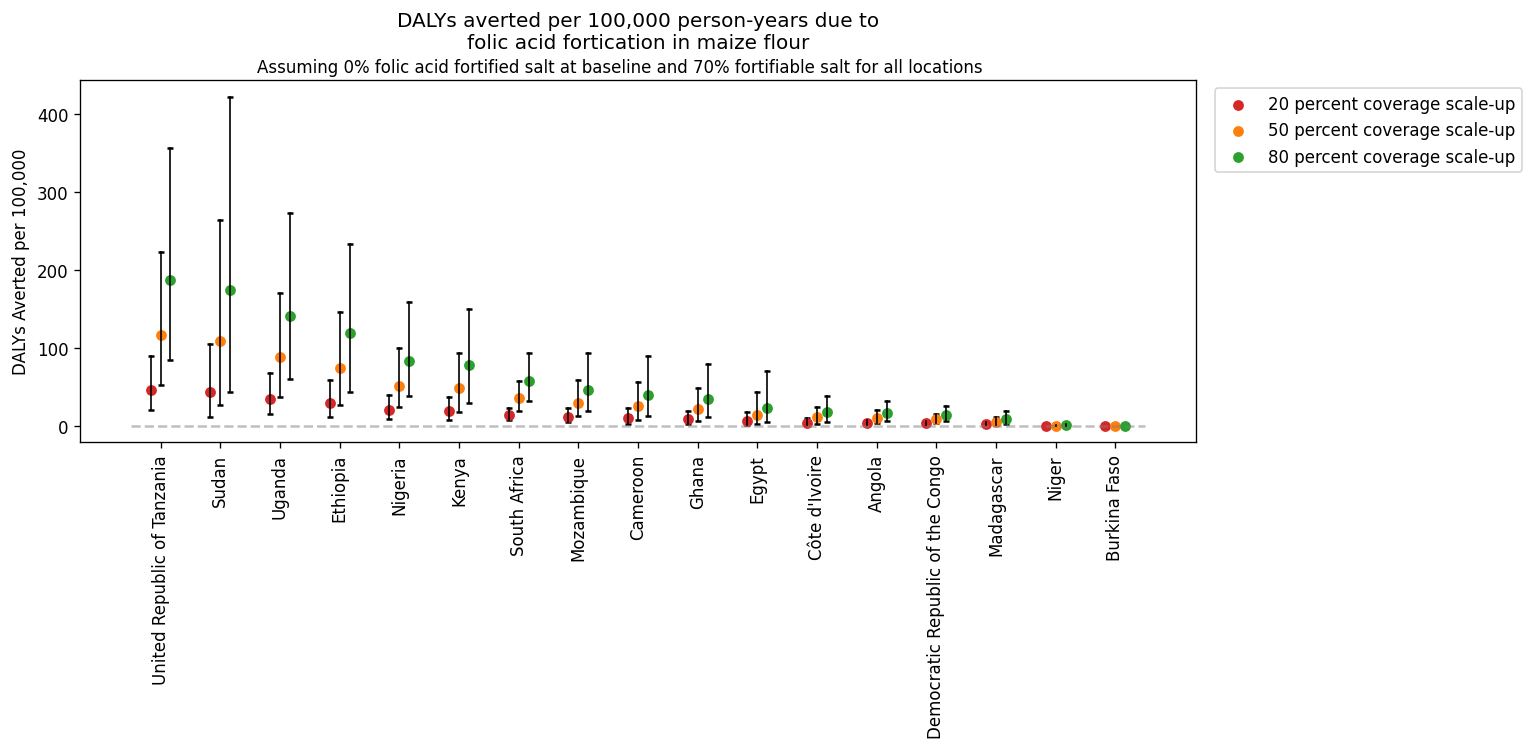 DALYs averted per 100,000 person-years due to
folic acid fortication in maize flour
Assuming 0% folic acid fortified salt at baseline and 70% fortifiable salt for all locations
DALYs Averted per 100,000
400
300
200
100
0
20 percent coverage scale-up
50 percent coverage scale-up
80 percent coverage scale-up
United Republic of Tanzania
Sudan
Uganda
Ethiopia
Nigeria
Kenya
South Africa
Mozambique
Cameroon
Ghana
Egypt
Côte d'Ivoire
Angola
Democratic Republic of the Congo
Madagascar
Niger
Burkina Faso